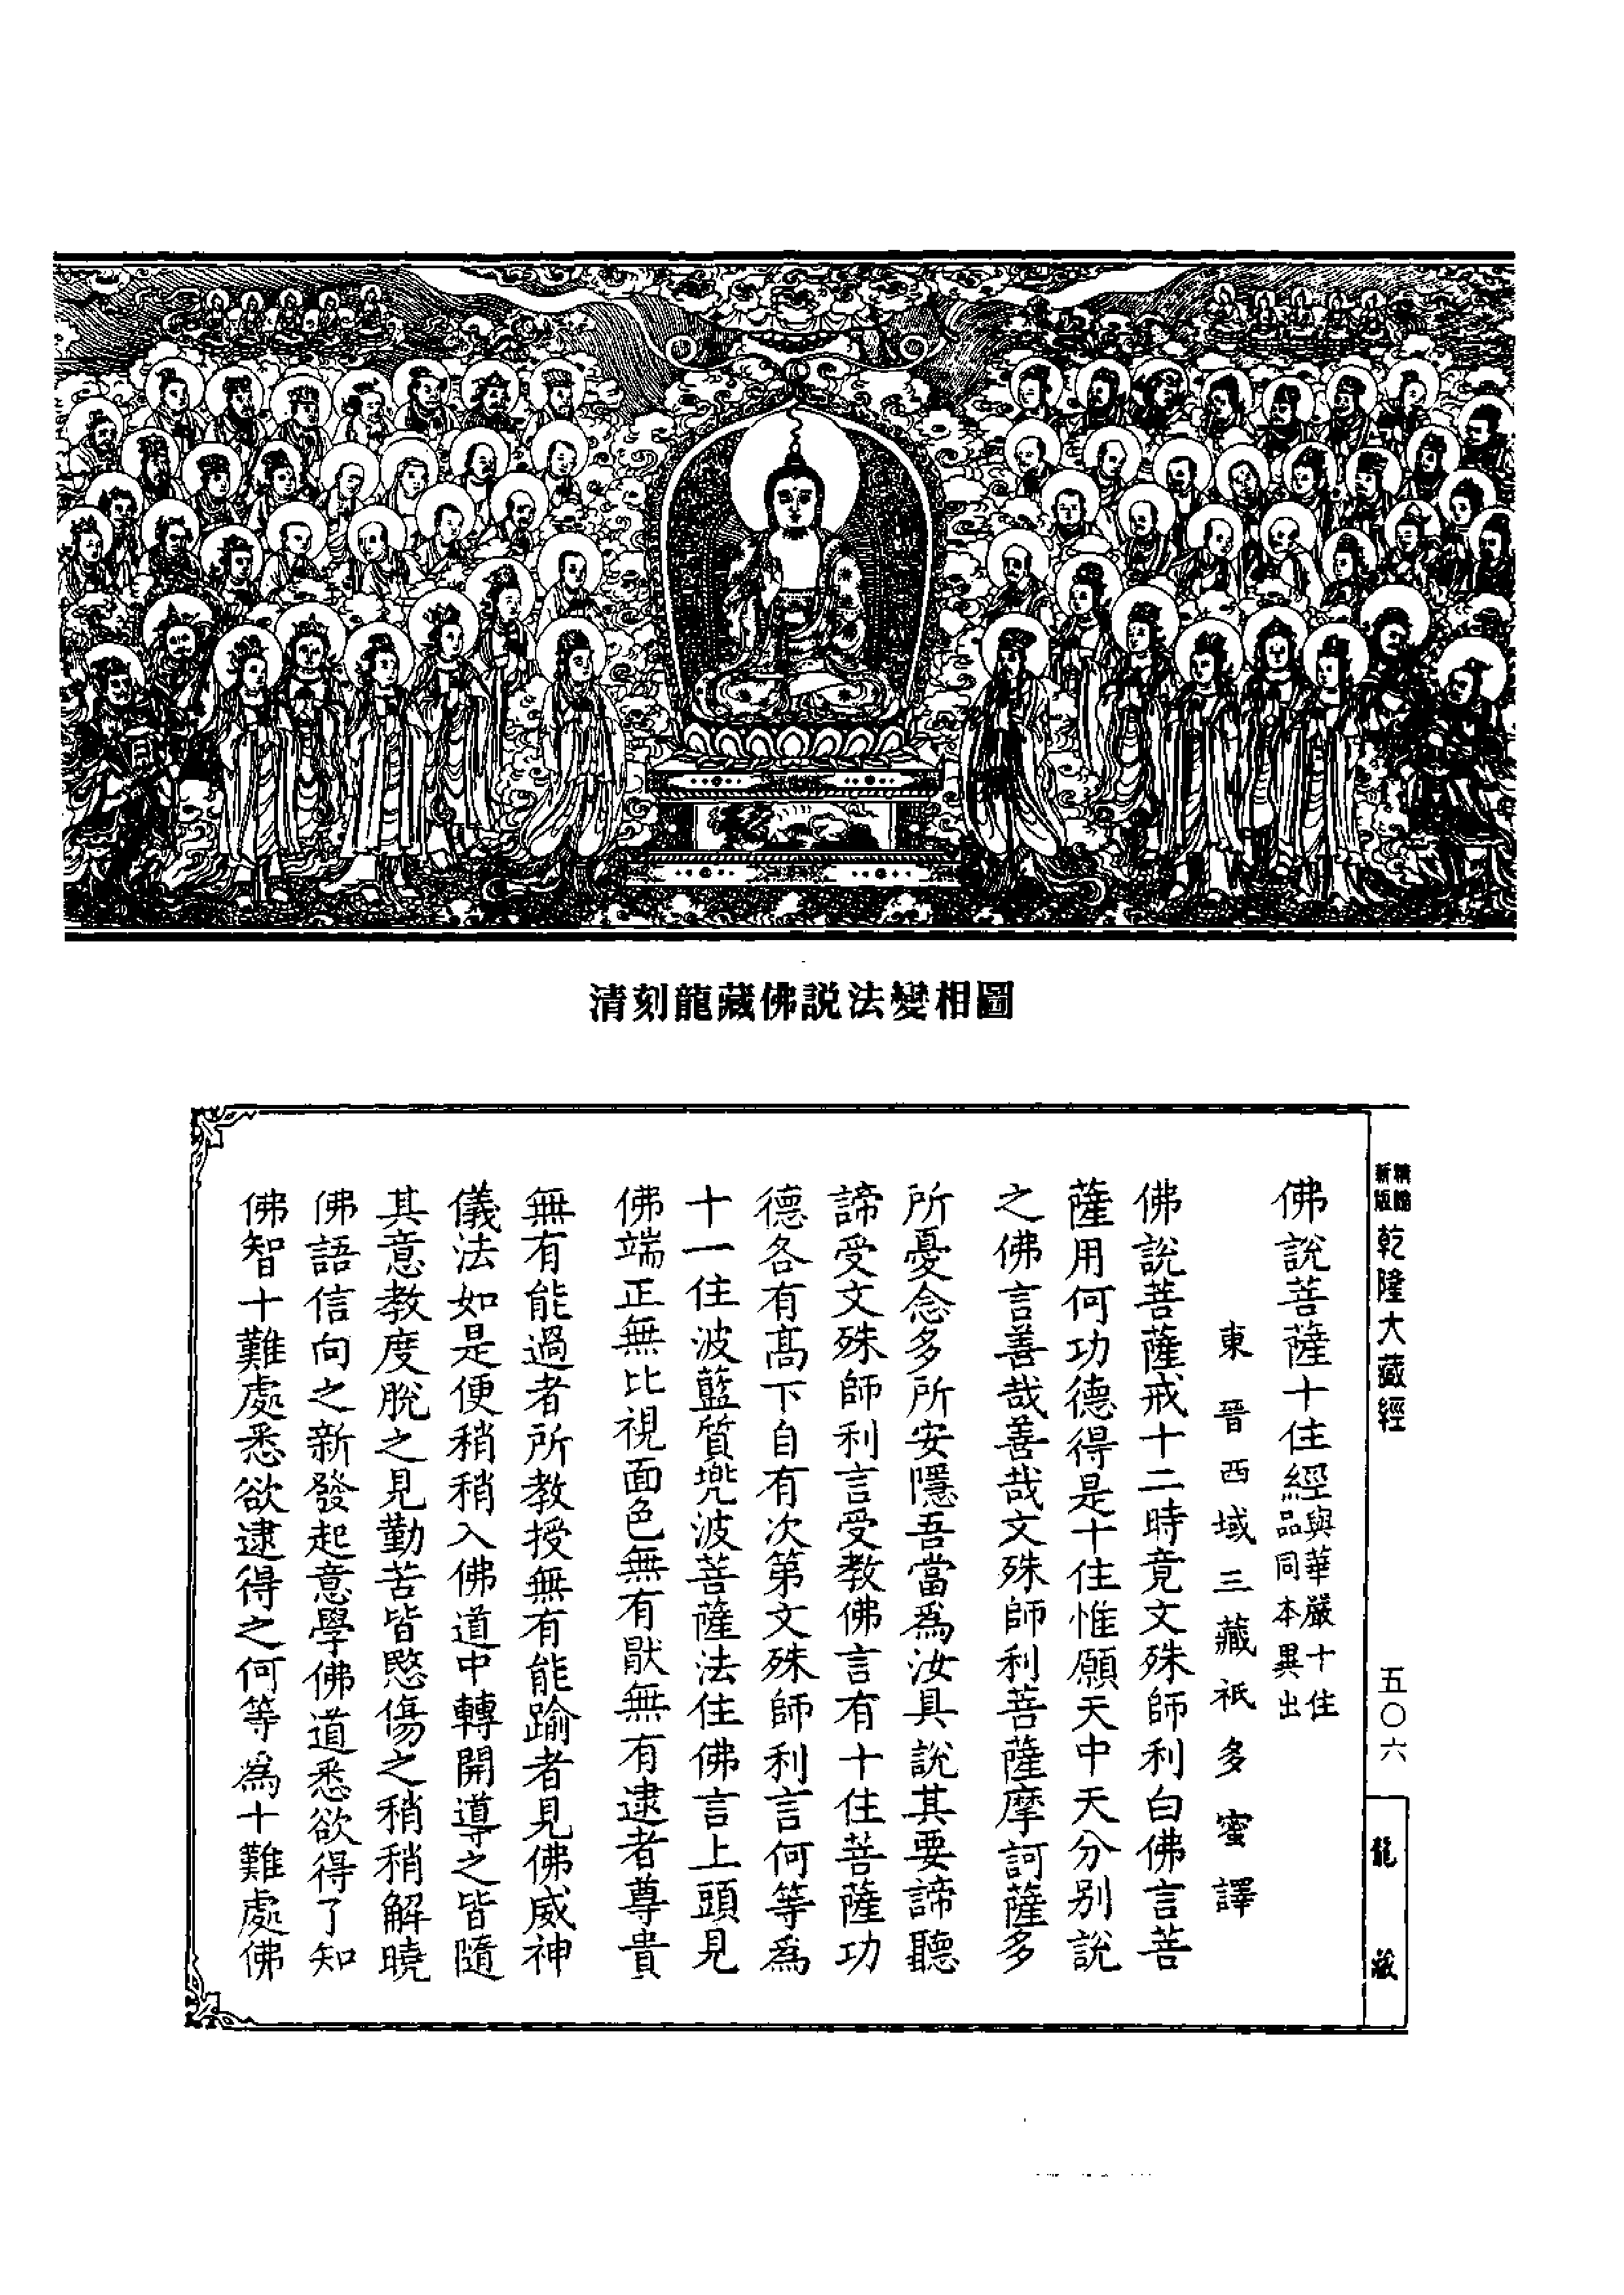 清刻龍藏佛説法變相圖
新版
精縮
乾隆大藏經
五〇六
龍藏
佛說菩薩十住經與華嚴十住
品同本異出
東晉西域三藏祇多蜜譯
佛說菩薩戒十二時竟文殊師利白佛言菩
薩用何功德得是十住惟願天中天分别說
之佛言善哉善哉文殊師利菩薩摩訶薩多
所憂念多所安隱吾當為汝具說其要諦聽
諦受文殊師利言受教佛言有十住菩薩功
德各有高下自有次第文殊師利言何等為
十一住波藍質兠波菩薩法住佛言上頭見
佛端正無比視面色無有厭無有逮者尊貴
無有能過者所教授無有能踰者見佛威神
儀法如是便稍稍入佛道中轉開導之皆隨
其意教度脫之見勤苦皆愍傷之稍稍解曉
佛語信向之新發起意學佛道悉欲得了知
佛智十難處悉欲逮得之何等為十難處佛